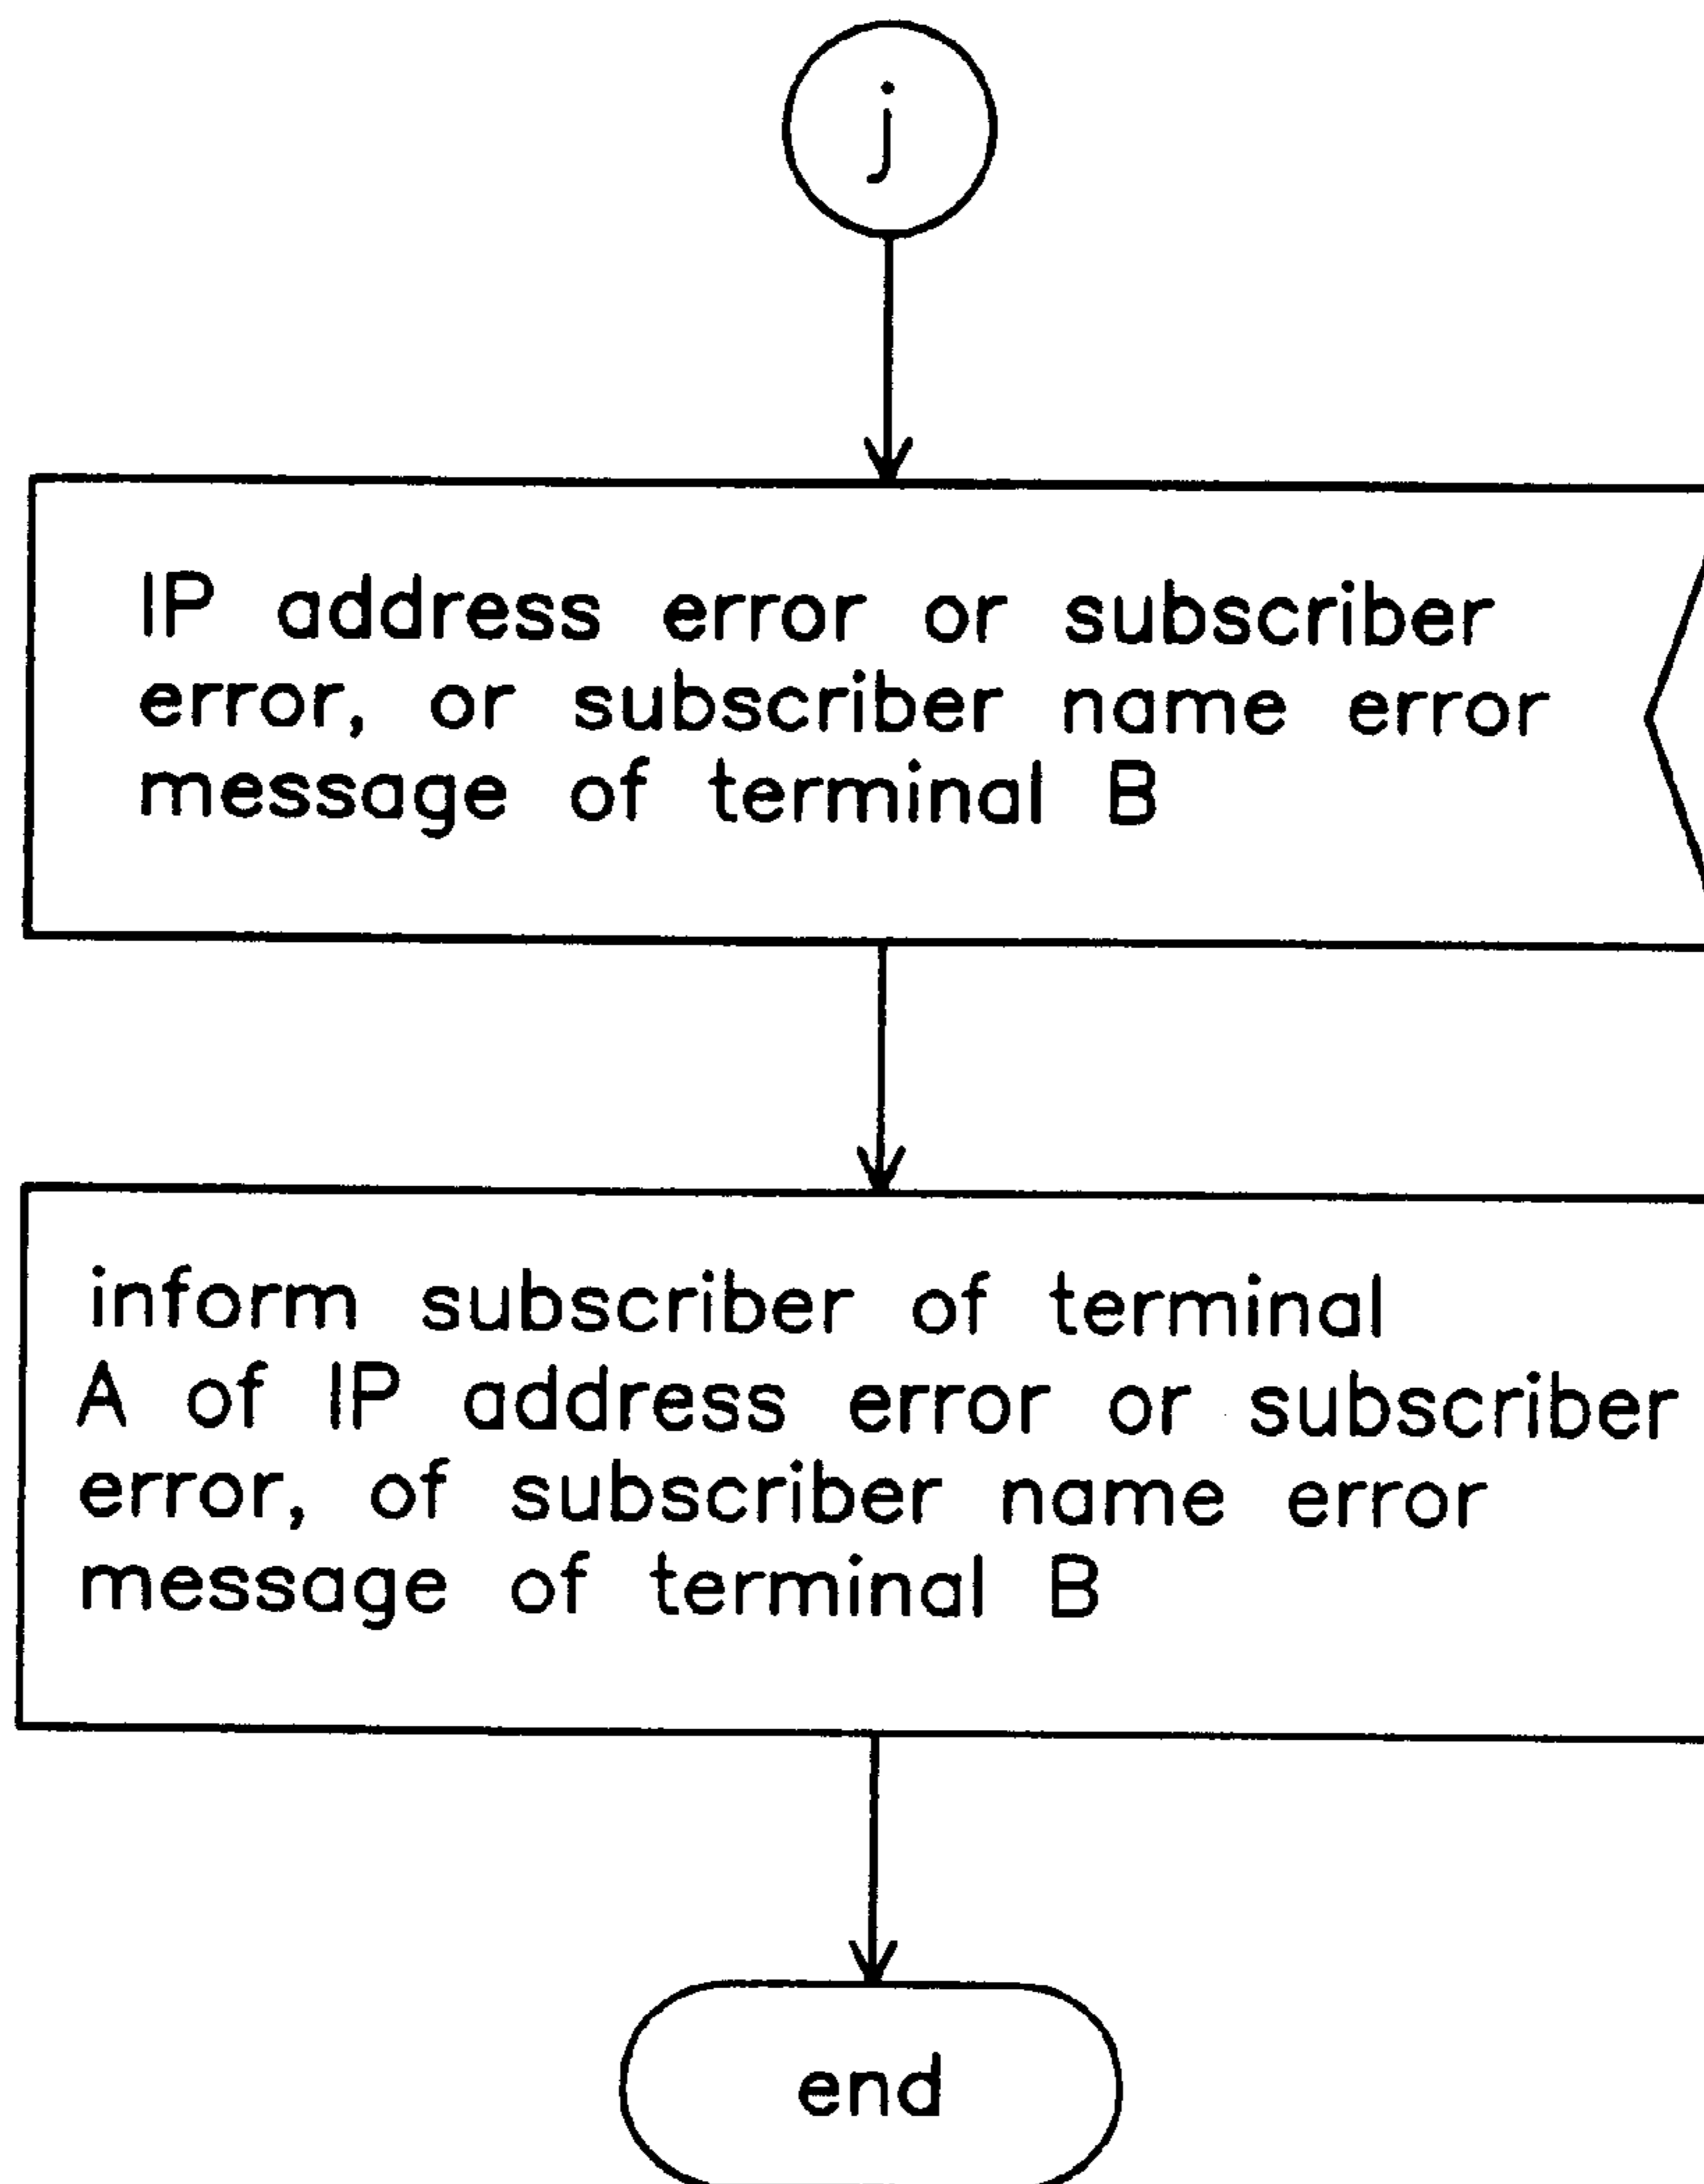 j
IP address error or subscriber
error, or subscriber name error
message of terminal B
inform subscriber of terminal
A of IP address error or subscriber
error, of subscriber name error
message of terminal B
end